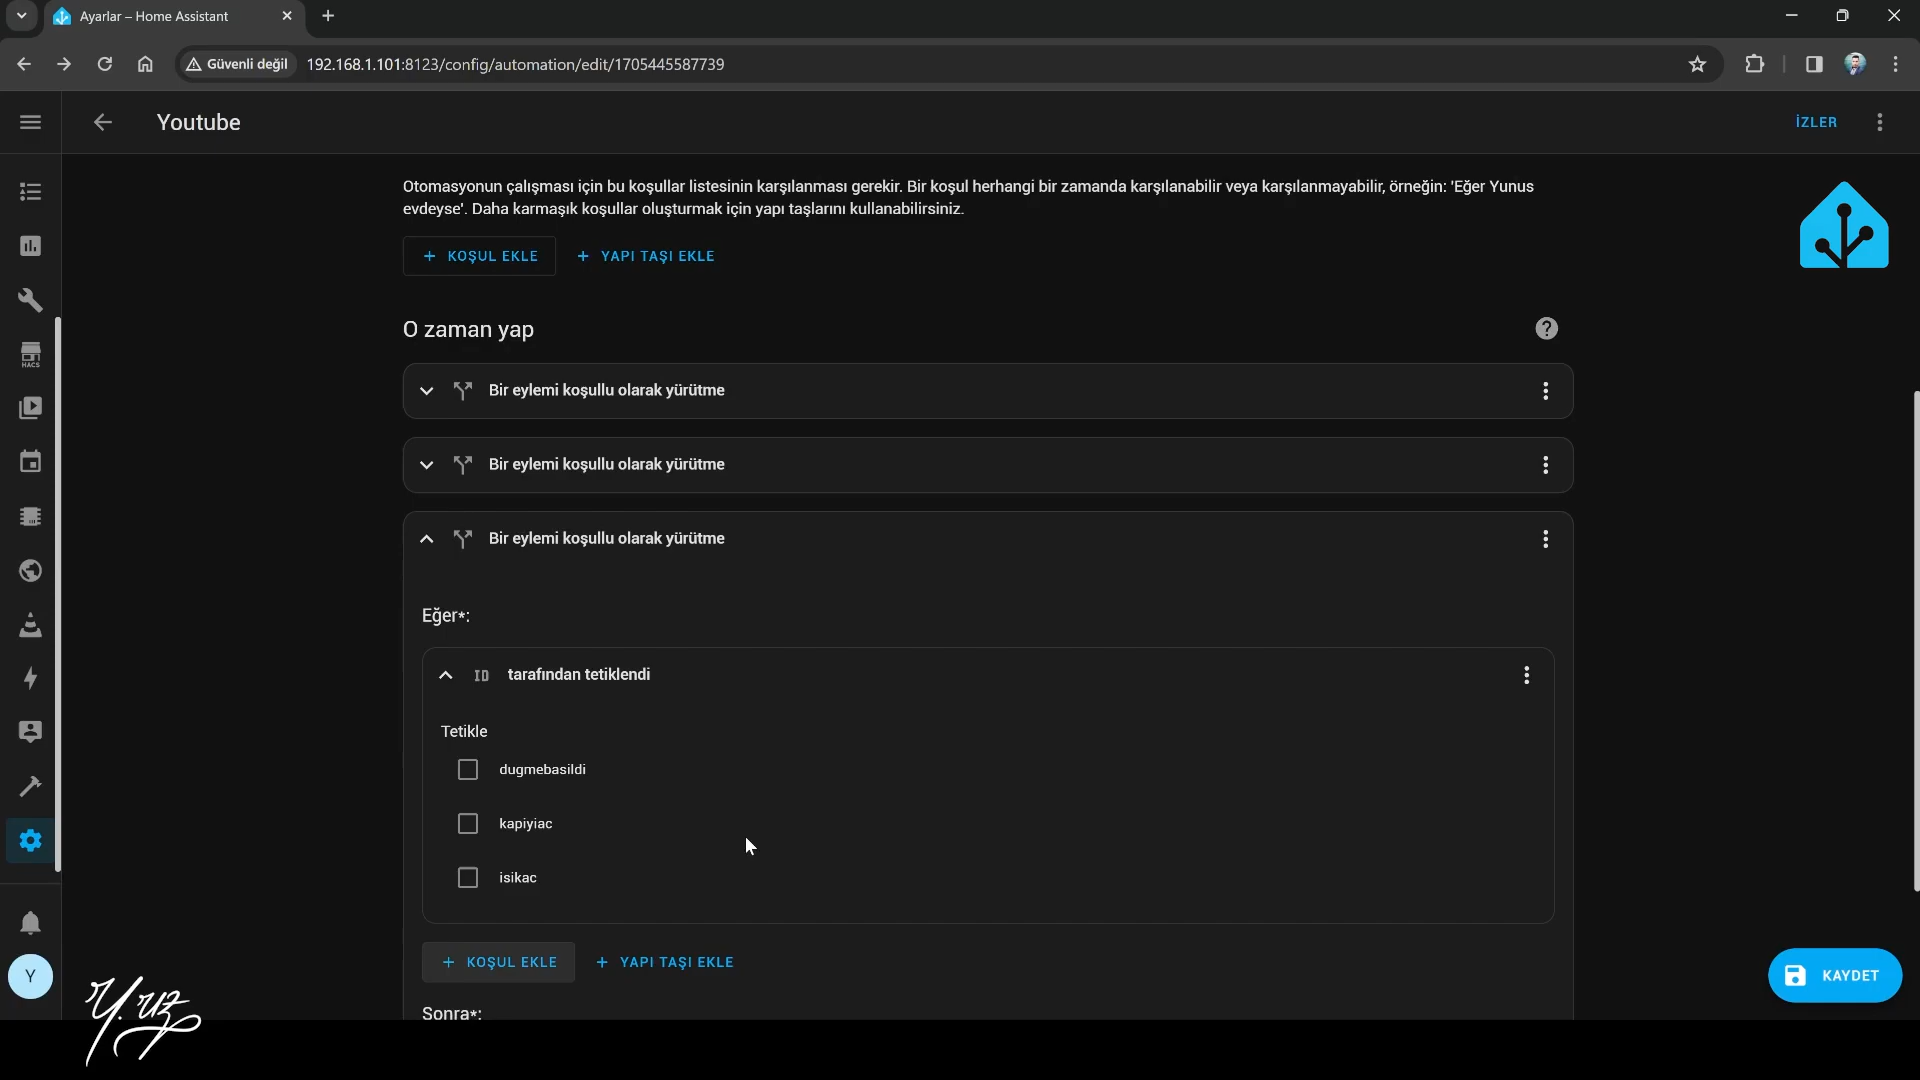 Ayarlar – Home Assistant
Güvenli değil
192.168.1.101:8123/config/automation/edit/1705445587739
Youtube
İZLER
Otomasyonun çalışması için bu koşullar listesinin karşılanması gerekir. Bir koşul herhangi bir zamanda karşılanabilir veya karşılanmayabilir, örneğin: 'Eğer Yunus
evdeyse'. Daha karmaşık koşullar oluşturmak için yapı taşlarını kullanabilirsiniz.
+ KOŞUL EKLE
+ YAPI TAŞI EKLE
O zaman yap
Bir eylemi koşullu olarak yürütme
Bir eylemi koşullu olarak yürütme
Bir eylemi koşullu olarak yürütme
Eğer*:
ID tarafından tetiklendi
Tetikle
dugmebasildi
kapiyiac
isikac
+ KOŞUL EKLE
+ YAPI TAŞI EKLE
Sonra*:
KAYDET
HACS
Y
Y.uz